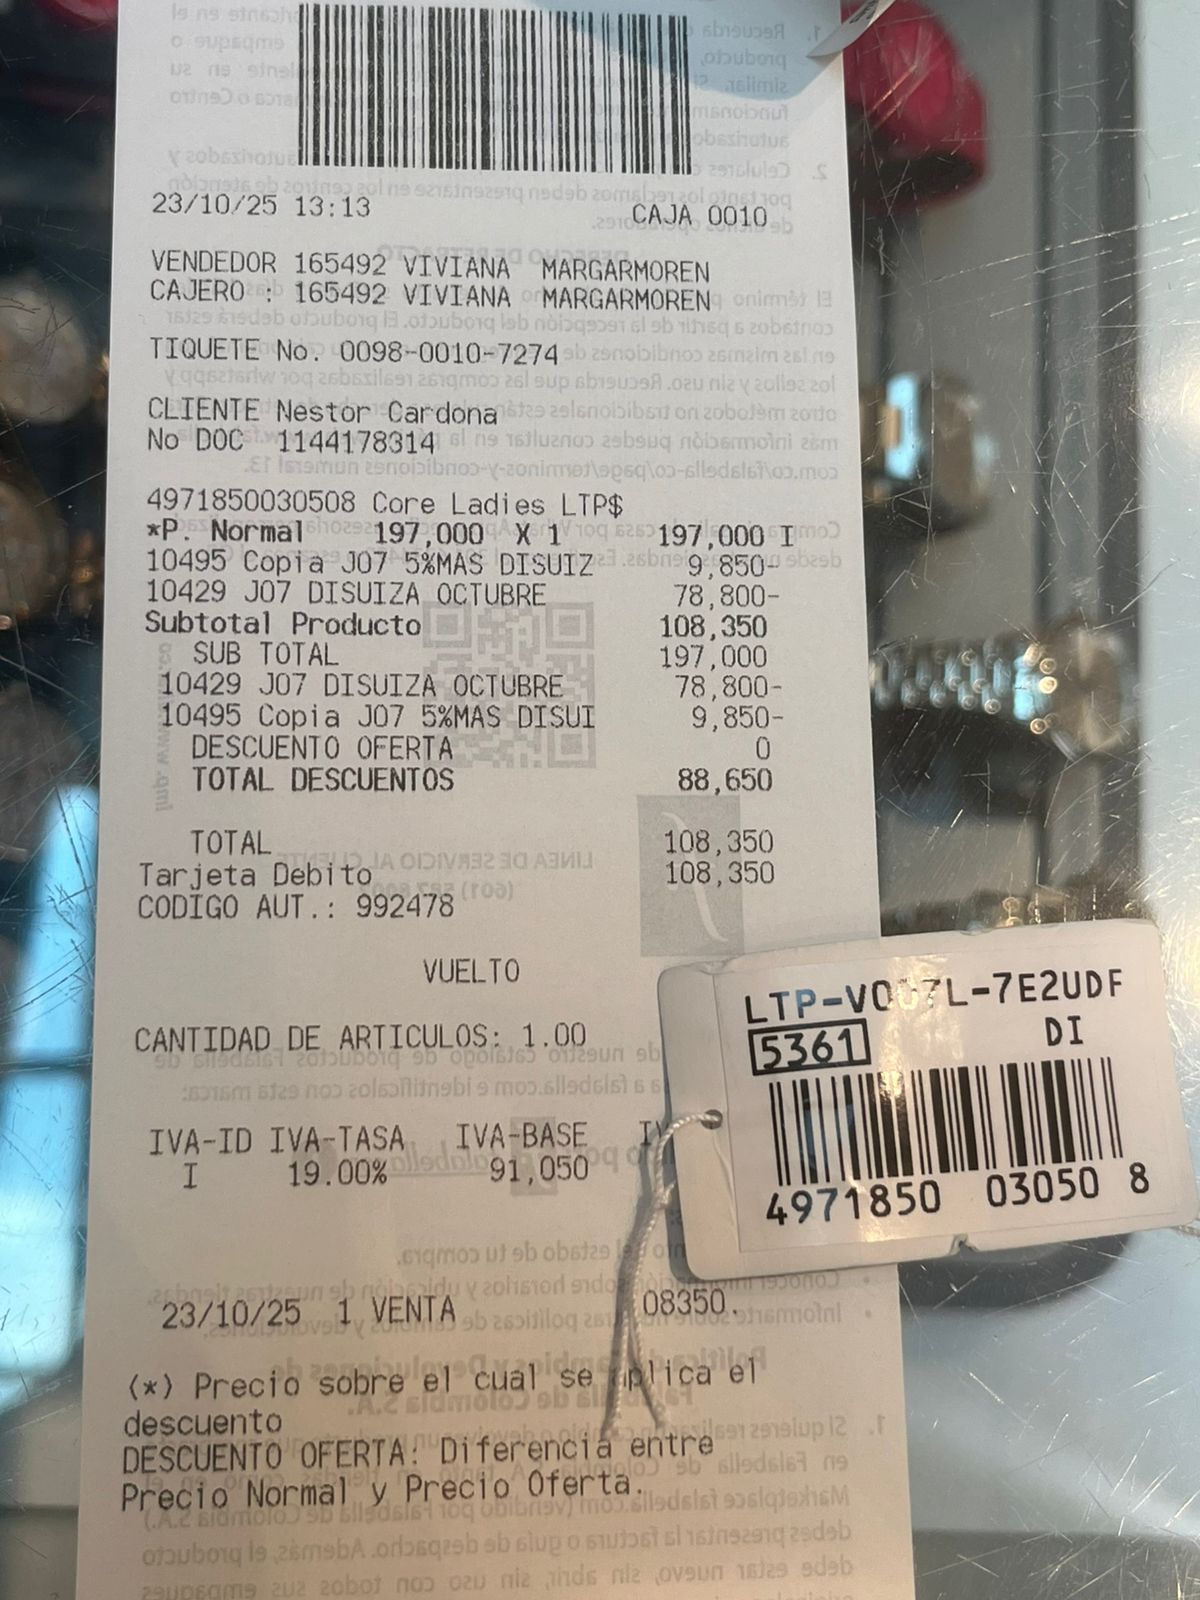 23/10/25 13:13 CAJA 0010
VENDEDOR 165492 VIVIANA MARGARMOREN
CAJERO : 165492 VIVIANA MARGARMOREN
TIQUETE No. 0098-0010-7274
CLIENTE Nestor Cardona
No DOC 1144178314
4971850030508 Core Ladies LTP$
*P. Normal 197,000 X 1 197,000 I
10495 Copia J07 5%MAS DISUIZ 9,850-
10429 J07 DISUIZA OCTUBRE 78,800-
Subtotal Producto 108,350
SUB TOTAL 197,000
10429 J07 DISUIZA OCTUBRE 78,800-
10495 Copia J07 5%MAS DISUI 9,850-
DESCUENTO OFERTA 0
TOTAL DESCUENTOS 88,650
TOTAL 108,350
Tarjeta Debito 108,350
CODIGO AUT.: 992478
VUELTO
CANTIDAD DE ARTICULOS: 1.00
IVA-ID IVA-TASA IVA-BASE
I 19.00% 91,050
23/10/25 1 VENTA 08350.
(*) Precio sobre el cual se aplica el
descuento
DESCUENTO OFERTA: Diferencia entre
Precio Normal y Precio Oferta.
LTP-V007L-7E2UDF
5361 DI
4971850 03050 8